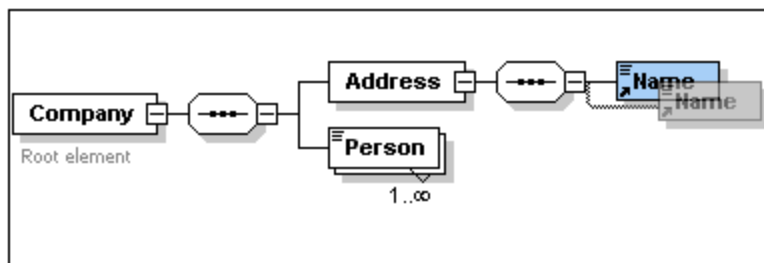 Address
Name
Name
Company
Root element
Person
1..∞